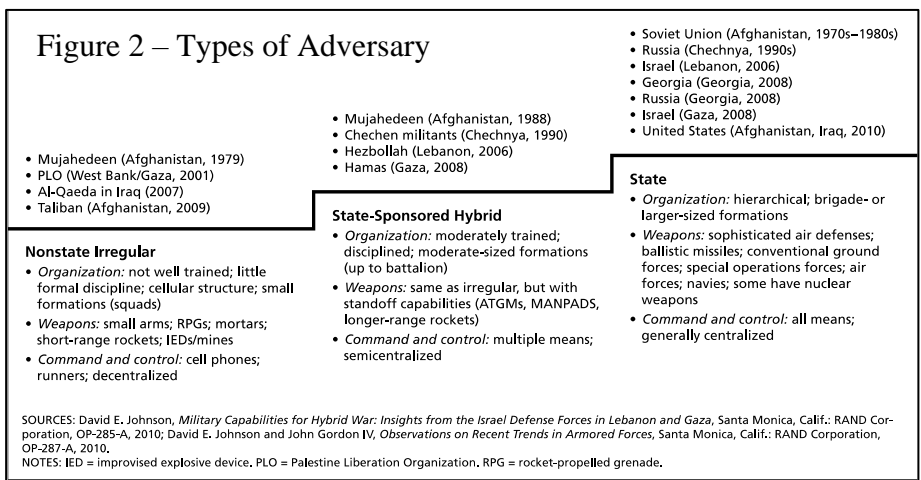 Figure 2 – Types of Adversary
• Mujahedeen (Afghanistan, 1979)
• PLO (West Bank/Gaza, 2001)
• Al-Qaeda in Iraq (2007)
• Taliban (Afghanistan, 2009)
Nonstate Irregular
• Organization: not well trained; little
formal discipline; cellular structure; small
formations (squads)
• Weapons: small arms; RPGs; mortars;
short-range rockets; IEDs/mines
• Command and control: cell phones;
runners; decentralized
• Mujahedeen (Afghanistan, 1988)
• Chechen militants (Chechnya, 1990)
• Hezbollah (Lebanon, 2006)
• Hamas (Gaza, 2008)
State-Sponsored Hybrid
• Organization: moderately trained;
disciplined; moderate-sized formations
(up to battalion)
• Weapons: same as irregular, but with
standoff capabilities (ATGMs, MANPADS,
longer-range rockets)
• Command and control: multiple means;
semicentralized
• Soviet Union (Afghanistan, 1970s–1980s)
• Russia (Chechnya, 1990s)
• Israel (Lebanon, 2006)
• Georgia (Georgia, 2008)
• Russia (Georgia, 2008)
• Israel (Gaza, 2008)
• United States (Afghanistan, Iraq, 2010)
State
• Organization: hierarchical; brigade- or
larger-sized formations
• Weapons: sophisticated air defenses;
ballistic missiles; conventional ground
forces; special operations forces; air
forces; navies; some have nuclear
weapons
• Command and control: all means;
generally centralized
SOURCES: David E. Johnson, Military Capabilities for Hybrid War: Insights from the Israel Defense Forces in Lebanon and Gaza, Santa Monica, Calif.: RAND Cor-
poration, OP-285-A, 2010; David E. Johnson and John Gordon IV, Observations on Recent Trends in Armored Forces, Santa Monica, Calif.: RAND Corporation,
OP-287-A, 2010.
NOTES: IED = improvised explosive device. PLO = Palestine Liberation Organization. RPG = rocket-propelled grenade.